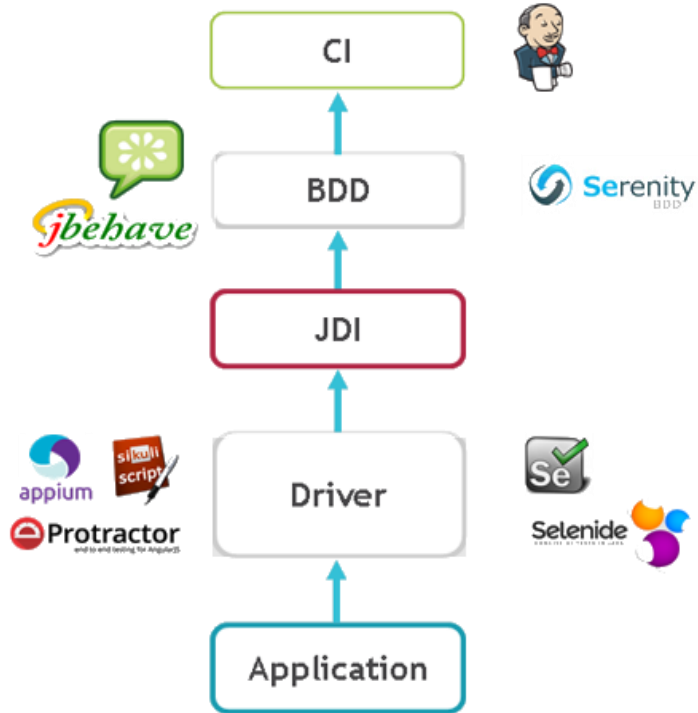 CI
BDD
jbehave
Serenity
BDD
JDI
appium
sikuli
script
Driver
Se
Protractor
end to end testing for AngularJS
Selenide
Application